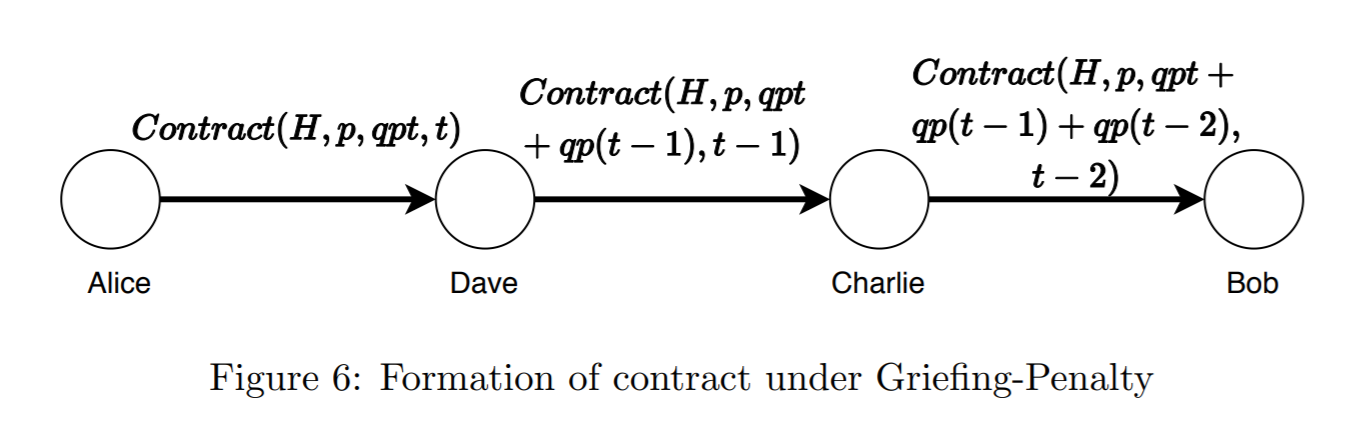 Contract(H, p, qpt, t)
Contract(H, p, qpt
+ qp(t − 1), t − 1)
Contract(H, p, qpt +
qp(t − 1) + qp(t − 2),
t − 2)
Alice
Dave
Charlie
Bob
Figure 6: Formation of contract under Griefing-Penalty